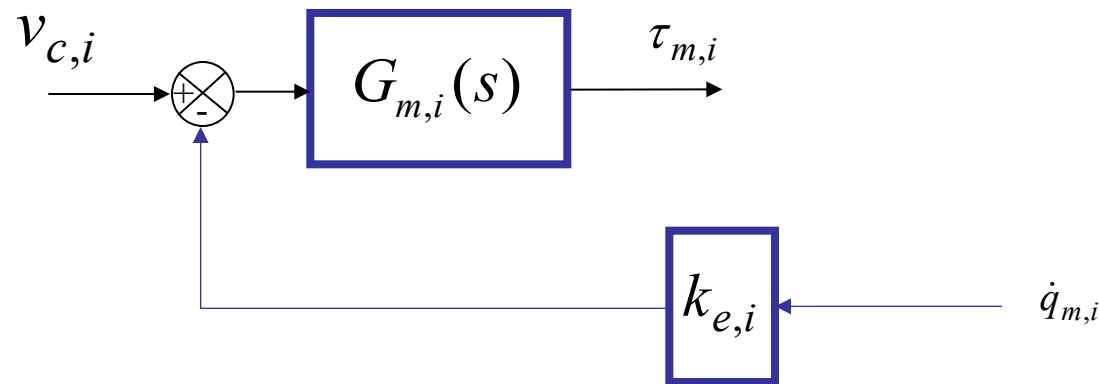 v_{c,i}
+
-
G_{m,i}(s)
τ_{m,i}
k_{e,i}
q̇_{m,i}